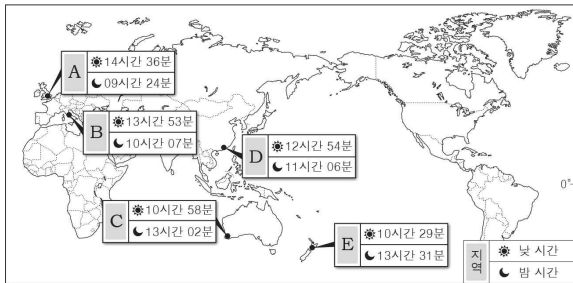 A
14시간 36분
09시간 24분
B
13시간 53분
10시간 07분
D
12시간 54분
11시간 06분
C
10시간 58분
13시간 02분
E
10시간 29분
13시간 31분
0°
지역
낮 시간
밤 시간